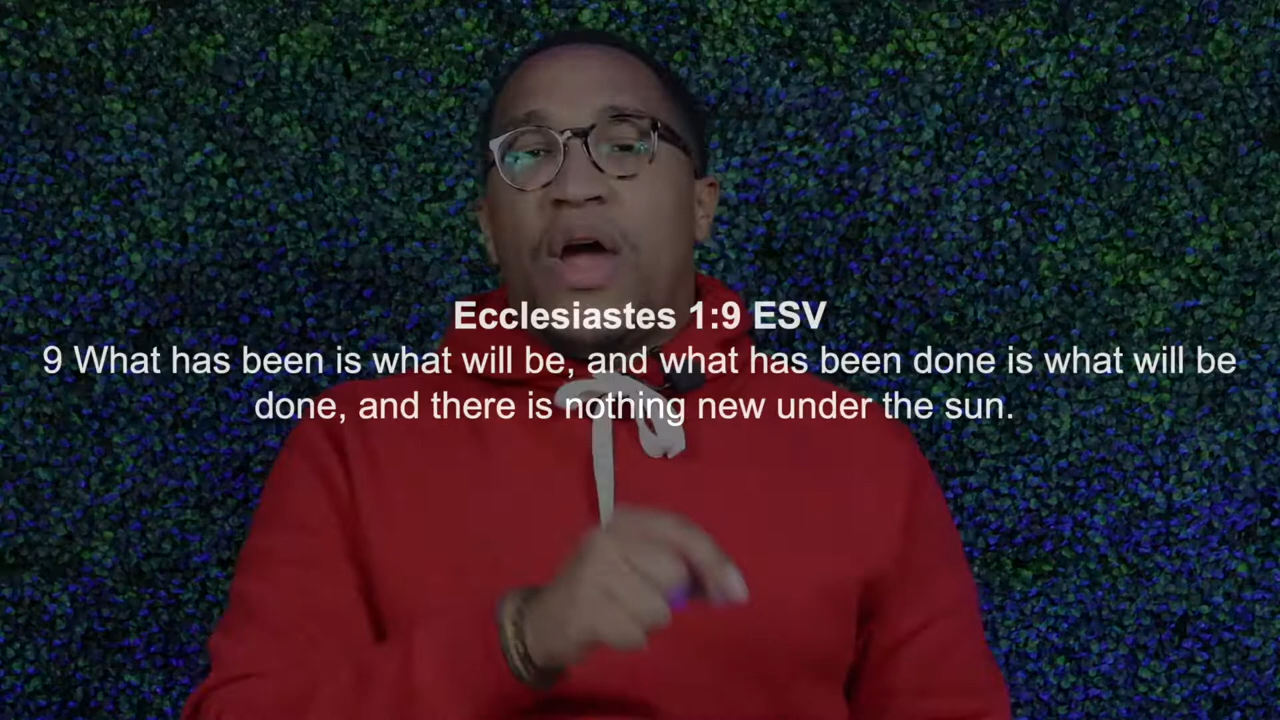 Ecclesiastes 1:9 ESV
9 What has been is what will be, and what has been done is what will be
done, and there is nothing new under the sun.